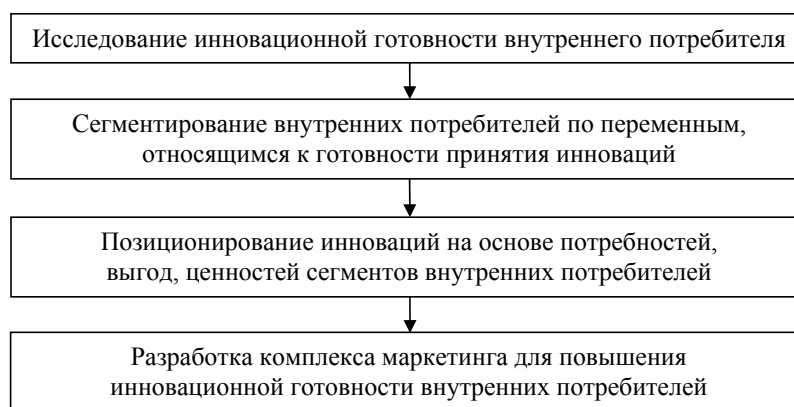 Исследование инновационной готовности внутреннего потребителя
Сегментирование внутренних потребителей по переменным,
относящимся к готовности принятия инноваций
Позиционирование инноваций на основе потребностей,
выгод, ценностей сегментов внутренних потребителей
Разработка комплекса маркетинга для повышения
инновационной готовности внутренних потребителей